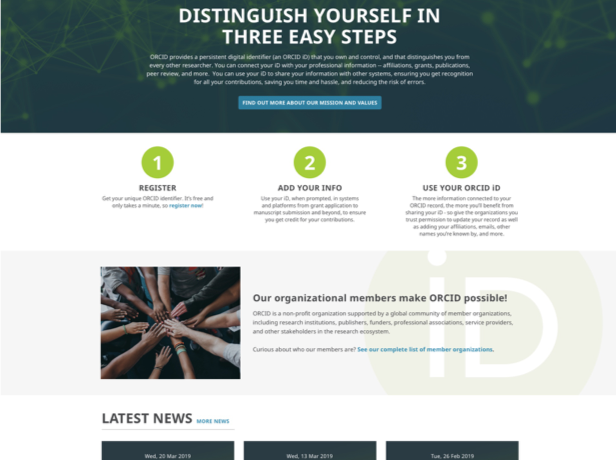 DISTINGUISH YOURSELF IN
THREE EASY STEPS
ORCID provides a persistent digital identifier (an ORCID iD) that you own and control, and that distinguishes you from
every other researcher. You can connect your iD with your professional information — affiliations, grants, publications,
peer review, and more. You can use your iD to share your information with other systems, ensuring you get recognition
for all your contributions, saving you time and hassle, and reducing the risk of errors.
FIND OUT MORE ABOUT OUR MISSION AND VALUES
1
REGISTER
Get your unique ORCID identifier. It's free and
only takes a minute, so register now!
2
ADD YOUR INFO
Use your iD, when prompted, in systems
and platforms from grant application to
manuscript submission and beyond, to ensure
you get credit for your contributions.
3
USE YOUR ORCID iD
The more information connected to your
ORCID record, the more you'll benefit from
sharing your iD - so give the organizations you
trust permission to update your record as well
as adding your affiliations, emails, other
names you're known by, and more.
iD
Our organizational members make ORCID possible!
ORCID is a non-profit organization supported by a global community of member organizations,
including research institutions, publishers, funders, professional associations, service providers,
and other stakeholders in the research ecosystem.
Curious about who our members are? See our complete list of member organizations.
LATEST NEWS MORE NEWS
Wed, 20 Mar 2019
Wed, 13 Mar 2019
Tue, 26 Feb 2019